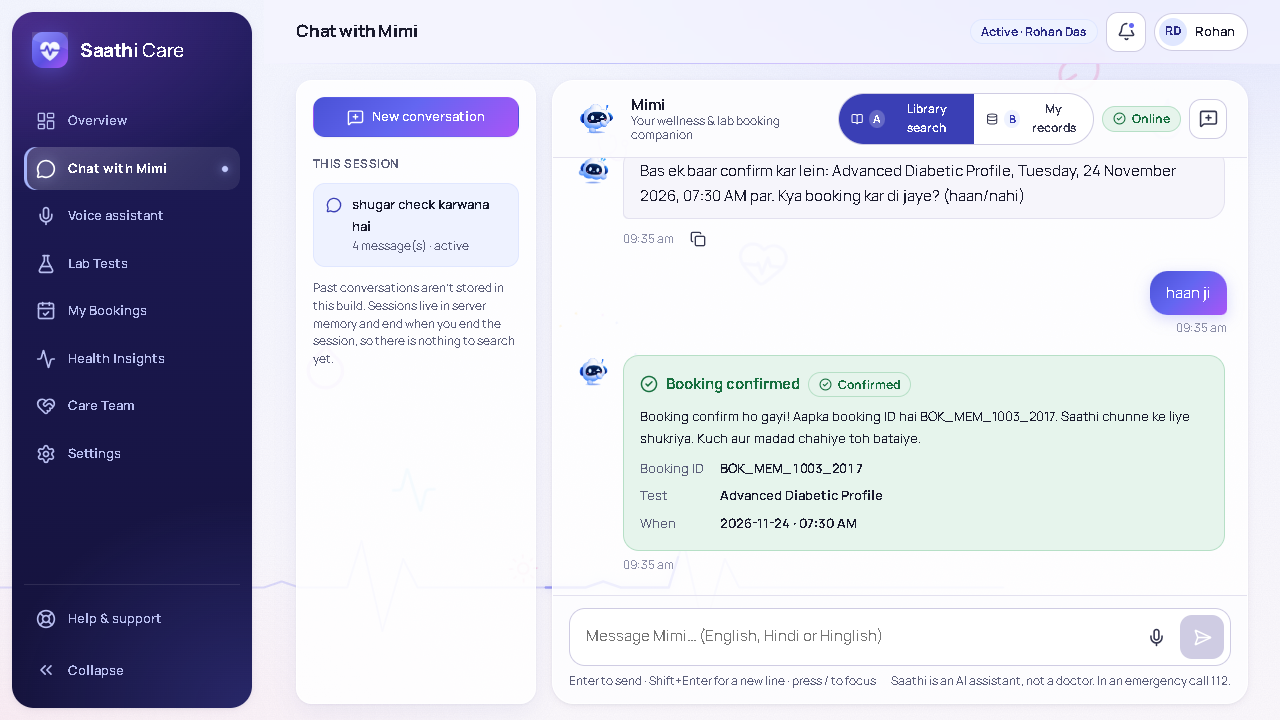 Saathi Care
Overview
Chat with Mimi
Voice assistant
Lab Tests
My Bookings
Health Insights
Care Team
Settings
Help & support
Collapse
Chat with Mimi
Active · Rohan Das
RD Rohan
New conversation
THIS SESSION
shugar check karwana
hai
4 message(s) · active
Past conversations aren't stored in
this build. Sessions live in server
memory and end when you end the
session, so there is nothing to search
yet.
Mimi
Your wellness & lab booking
companion
A Library
search
B My
records
Online
Bas ek baar confirm kar lein: Advanced Diabetic Profile, Tuesday, 24 November
2026, 07:30 AM par. Kya booking kar di jaye? (haan/nahi)
09:35 am
haan ji
09:35 am
Booking confirmed Confirmed
Booking confirm ho gayi! Aapka booking ID hai BOK_MEM_1003_2017. Saathi chunne ke liye
shukriya. Kuch aur madad chahiye toh bataiye.
Booking ID BOK_MEM_1003_2017
Test Advanced Diabetic Profile
When 2026-11-24 · 07:30 AM
09:35 am
Message Mimi... (English, Hindi or Hinglish)
Enter to send · Shift+Enter for a new line · press / to focus Saathi is an AI assistant, not a doctor. In an emergency call 112.